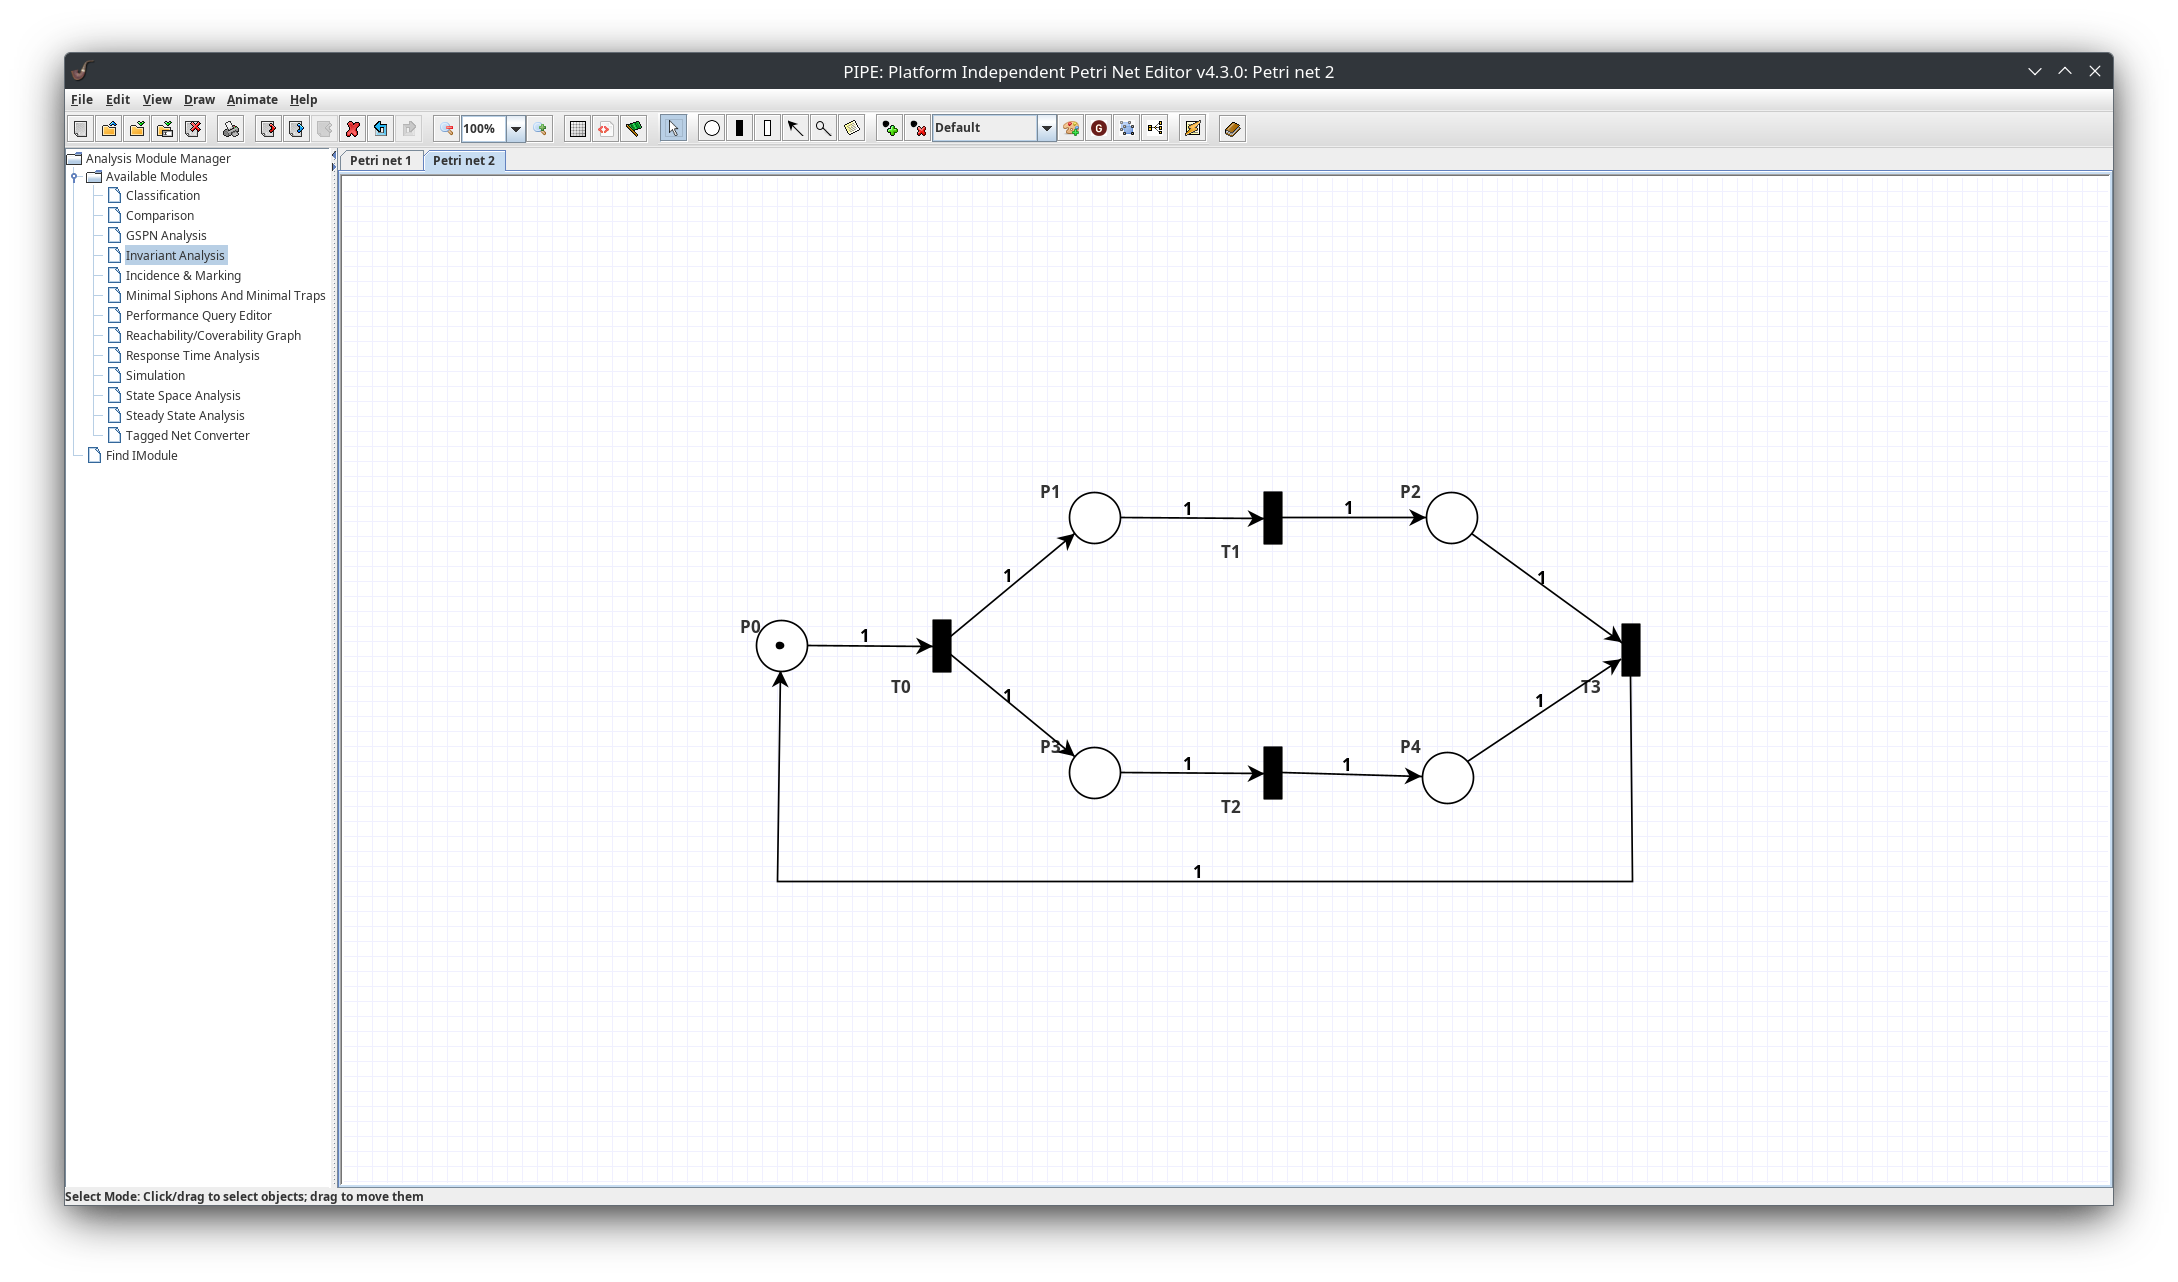 PIPE: Platform Independent Petri Net Editor v4.3.0: Petri net 2
File Edit View Draw Animate Help
100%
Default
G
Analysis Module Manager
Available Modules
Classification
Comparison
GSPN Analysis
Invariant Analysis
Incidence & Marking
Minimal Siphons And Minimal Traps
Performance Query Editor
Reachability/Coverability Graph
Response Time Analysis
Simulation
State Space Analysis
Steady State Analysis
Tagged Net Converter
Find IModule
Petri net 1 Petri net 2
P1 1 1 P2
T1
1 1
P0 1
T0 T3
1 1
P3 1 1 P4
T2
1
Select Mode: Click/drag to select objects; drag to move them